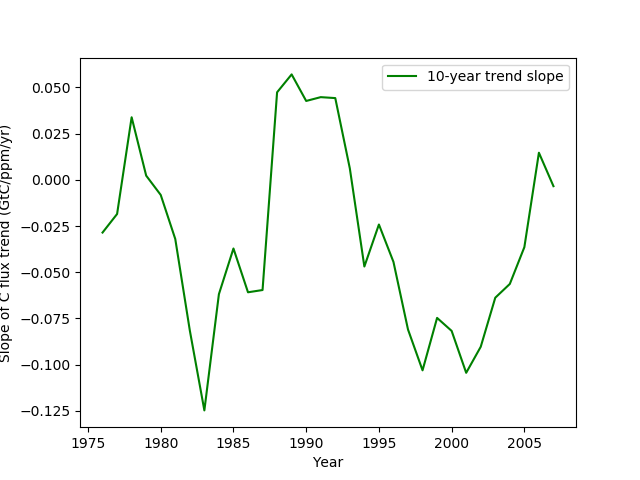 10-year trend slope
0.050
0.025
0.000
−0.025
−0.050
−0.075
−0.100
−0.125
Slope of C flux trend (GtC/ppm/yr)
1975 1980 1985 1990 1995 2000 2005
Year